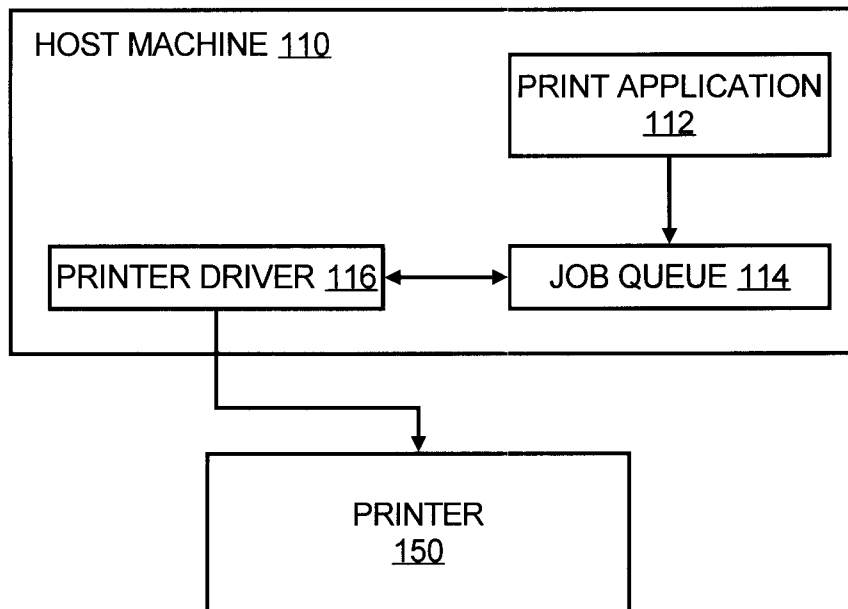 HOST MACHINE 110
PRINT APPLICATION
112
PRINTER DRIVER 116
JOB QUEUE 114
PRINTER
150